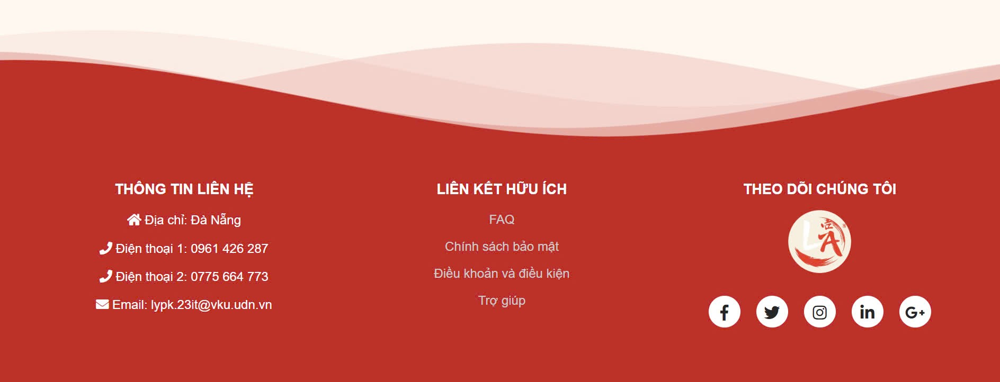 THÔNG TIN LIÊN HỆ
Địa chỉ: Đà Nẵng
Điện thoại 1: 0961 426 287
Điện thoại 2: 0775 664 773
Email: lypk.23it@vku.udn.vn
LIÊN KẾT HỮU ÍCH
FAQ
Chính sách bảo mật
Điều khoản và điều kiện
Trợ giúp
THEO DÕI CHÚNG TÔI
LA